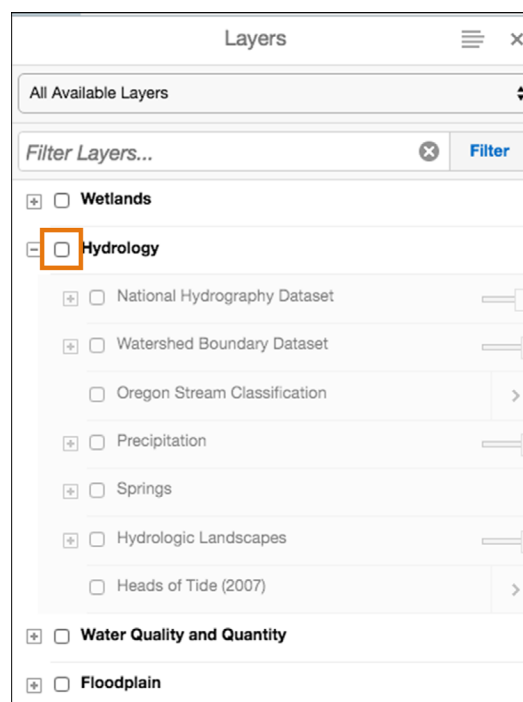 Layers
All Available Layers
Filter Layers...
Filter
Wetlands
Hydrology
National Hydrography Dataset
Watershed Boundary Dataset
Oregon Stream Classification
Precipitation
Springs
Hydrologic Landscapes
Heads of Tide (2007)
Water Quality and Quantity
Floodplain